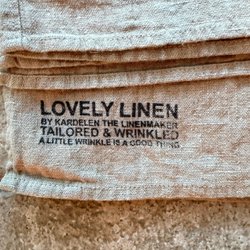 LOVELY LINEN
BY KARDELEN THE LINENMAKER
TAILORED & WRINKLED
A LITTLE WRINKLE IS A GOOD THING